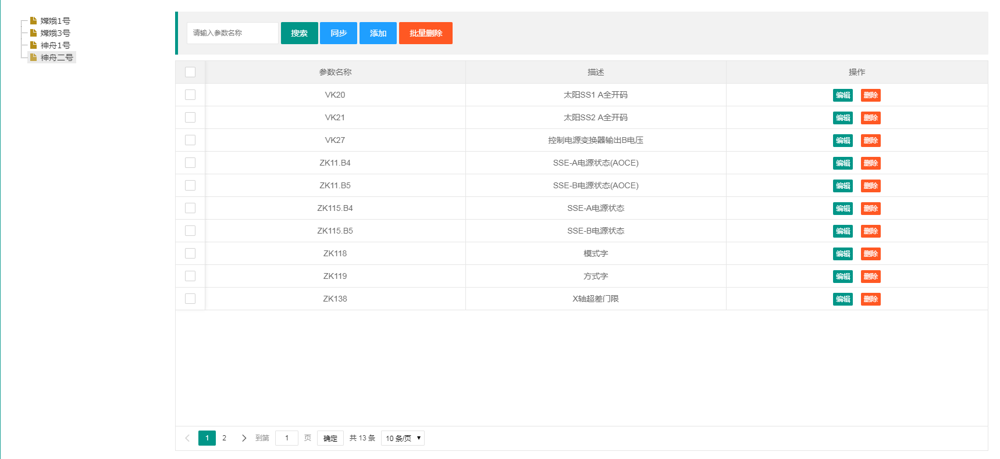 嫦娥1号
嫦娥3号
神舟1号
神舟二号
请输入参数名称 搜索 同步 添加 批量删除
参数名称 描述 操作
VK20 太阳SS1 A全开码 编辑 删除
VK21 太阳SS2 A全开码 编辑 删除
VK27 控制电源变换器输出B电压 编辑 删除
ZK11.B4 SSE-A电源状态(AOCE) 编辑 删除
ZK11.B5 SSE-B电源状态(AOCE) 编辑 删除
ZK115.B4 SSE-A电源状态 编辑 删除
ZK115.B5 SSE-B电源状态 编辑 删除
ZK118 模式字 编辑 删除
ZK119 方式字 编辑 删除
ZK138 X轴超差门限 编辑 删除
1 2 到第 1 页 确定 共 13 条 10 条/页